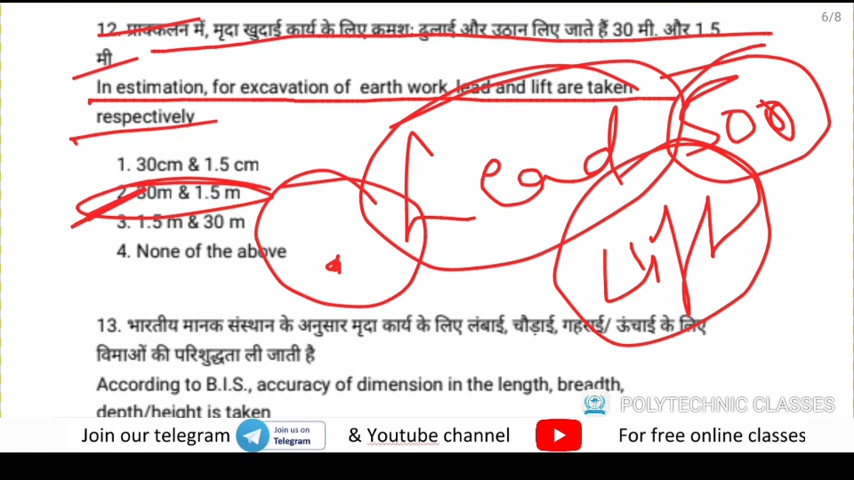 6/8
12. प्राक्कलन में, मृदा खुदाई कार्य के लिए क्रमश: ढुलाई और उठान लिए जाते हैं 30 मी. और 1.5
मी
In estimation, for excavation of earth work, lead and lift are taken
respectively
500
Lead
1. 30cm & 1.5 cm
2. 30m & 1.5 m
Lift
3. 1.5 m & 30 m
4. None of the above
13. भारतीय मानक संस्थान के अनुसार मृदा कार्य के लिए लंबाई, चौड़ाई, गहराई/ ऊंचाई के लिए
विमाओं की परिशुद्धता ली जाती है
According to B.I.S., accuracy of dimension in the length, breadth,
depth/height is taken
POLYTECHNIC CLASSES
Join our telegram Join us on Telegram & Youtube channel For free online classes